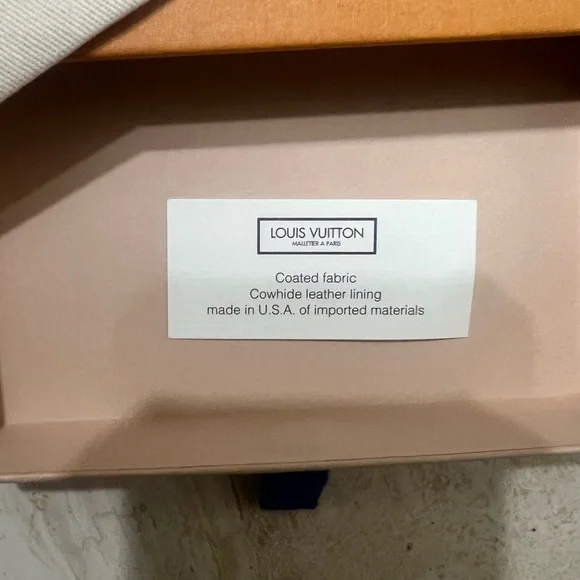 LOUIS VUITTON
MALLETIER A PARIS
Coated fabric
Cowhide leather lining
made in U.S.A. of imported materials